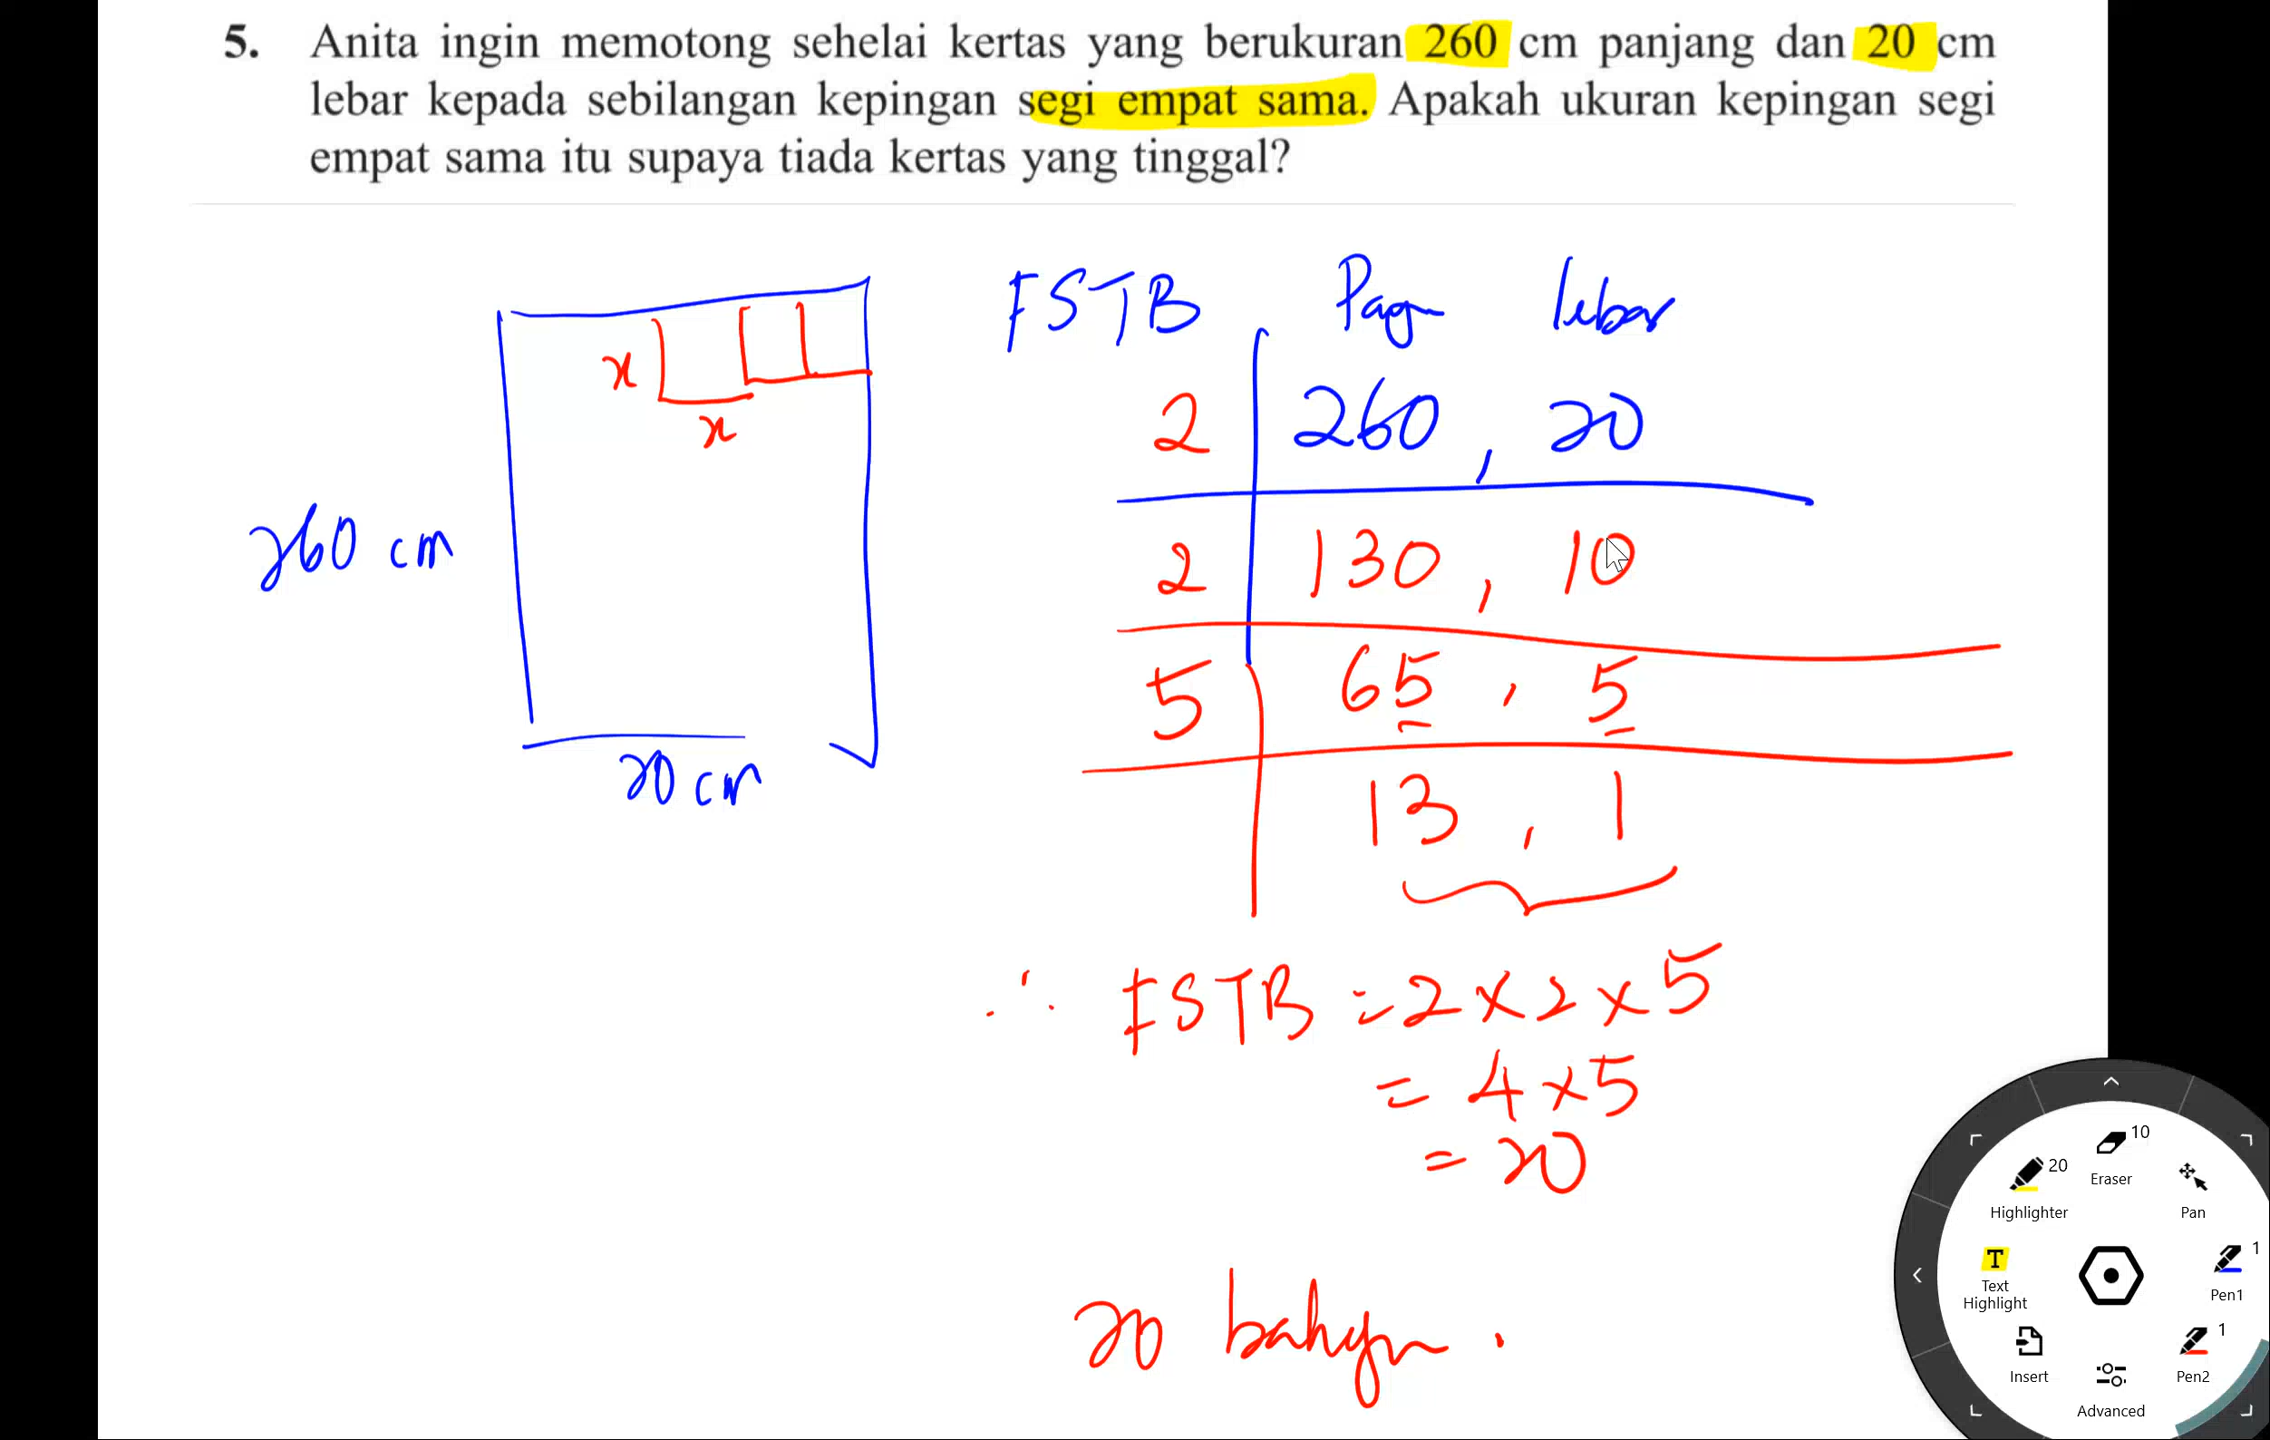 5. Anita ingin memotong sehelai kertas yang berukuran 260 cm panjang dan 20 cm
lebar kepada sebilangan kepingan segi empat sama. Apakah ukuran kepingan segi
empat sama itu supaya tiada kertas yang tinggal?
x
x
260 cm
20 cm
FSTB lebar
2 260 , 20
2 130 , 10
5 65 , 5
13 , 1
∴ FSTB = 2 × 2 × 5
= 4 × 5
= 20
20
10
Eraser
20
Highlighter
Pan
T
Text
Highlight
1
Pen1
Insert
1
Pen2
Advanced